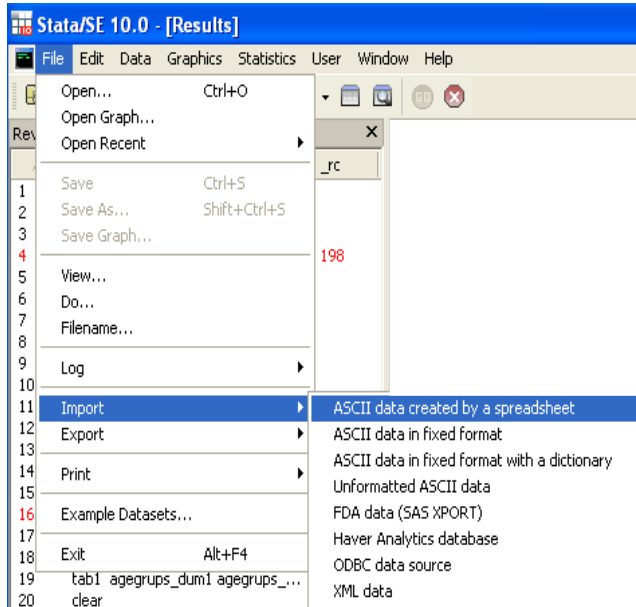 Stata/SE 10.0 - [Results]
File Edit Data Graphics Statistics User Window Help
Open... Ctrl+O
Open Graph...
Open Recent
Save Ctrl+S
Save As... Shift+Ctrl+S
Save Graph...
View...
Do...
Filename...
Log
Import
Export
Print
Example Datasets...
Exit Alt+F4
GO
Rev
_rc
1
2
3
4 198
5
6
7
8
9
10
11
12
13
14
15
16
17
18
19 tab1 agegrups_dum1 agegrups_...
20 clear
ASCII data created by a spreadsheet
ASCII data in fixed format
ASCII data in fixed format with a dictionary
Unformatted ASCII data
FDA data (SAS XPORT)
Haver Analytics database
ODBC data source
XML data